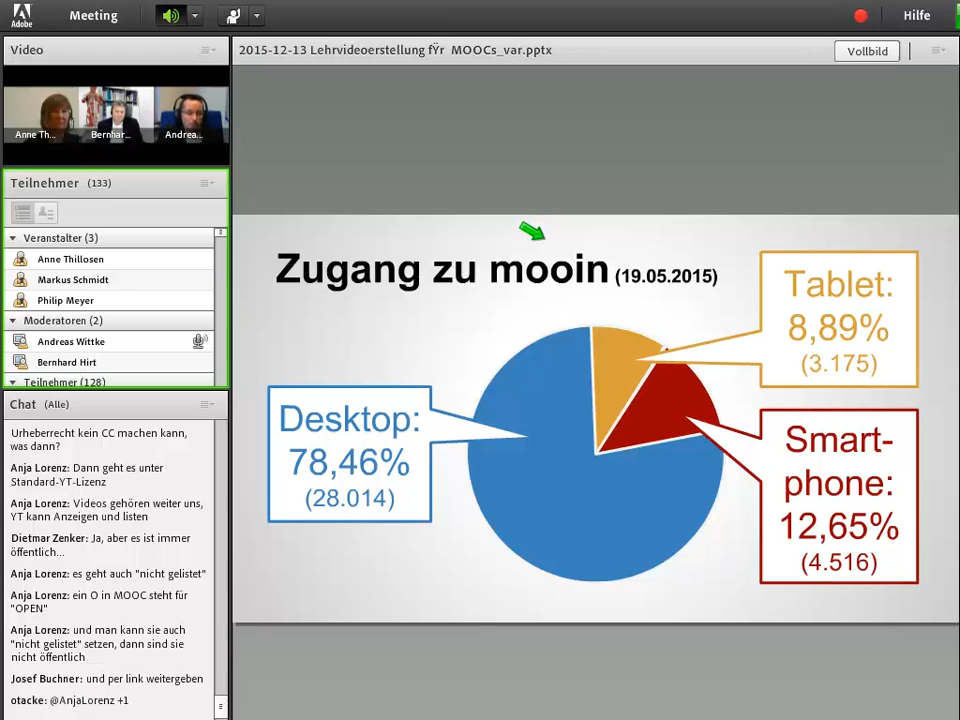 Adobe
Meeting
Hilfe
Video
2015-12-13 Lehrvideoerstellung fŸr MOOCs_var.pptx
Vollbild
Anne Th...
Bernhar...
Andrea...
Teilnehmer (133)
Veranstalter (3)
Anne Thillosen
Markus Schmidt
Philip Meyer
Moderatoren (2)
Andreas Wittke
Bernhard Hirt
Teilnehmer (128)
Chat (Alle)
Urheberrecht kein CC machen kann,
was dann?
Anja Lorenz: Dann geht es unter
Standard-YT-Lizenz
Anja Lorenz: Videos gehören weiter uns,
YT kann Anzeigen und listen
Dietmar Zenker: Ja, aber es ist immer
öffentlich...
Anja Lorenz: es geht auch "nicht gelistet"
Anja Lorenz: ein O in MOOC steht für
"OPEN"
Anja Lorenz: und man kann sie auch
"nicht gelistet" setzen, dann sind sie
nicht öffentlich
Josef Buchner: und per link weitergeben
otacke: @AnjaLorenz +1
Zugang zu mooin (19.05.2015)
Desktop:
78,46%
(28.014)
Tablet:
8,89%
(3.175)
Smart-
phone:
12,65%
(4.516)